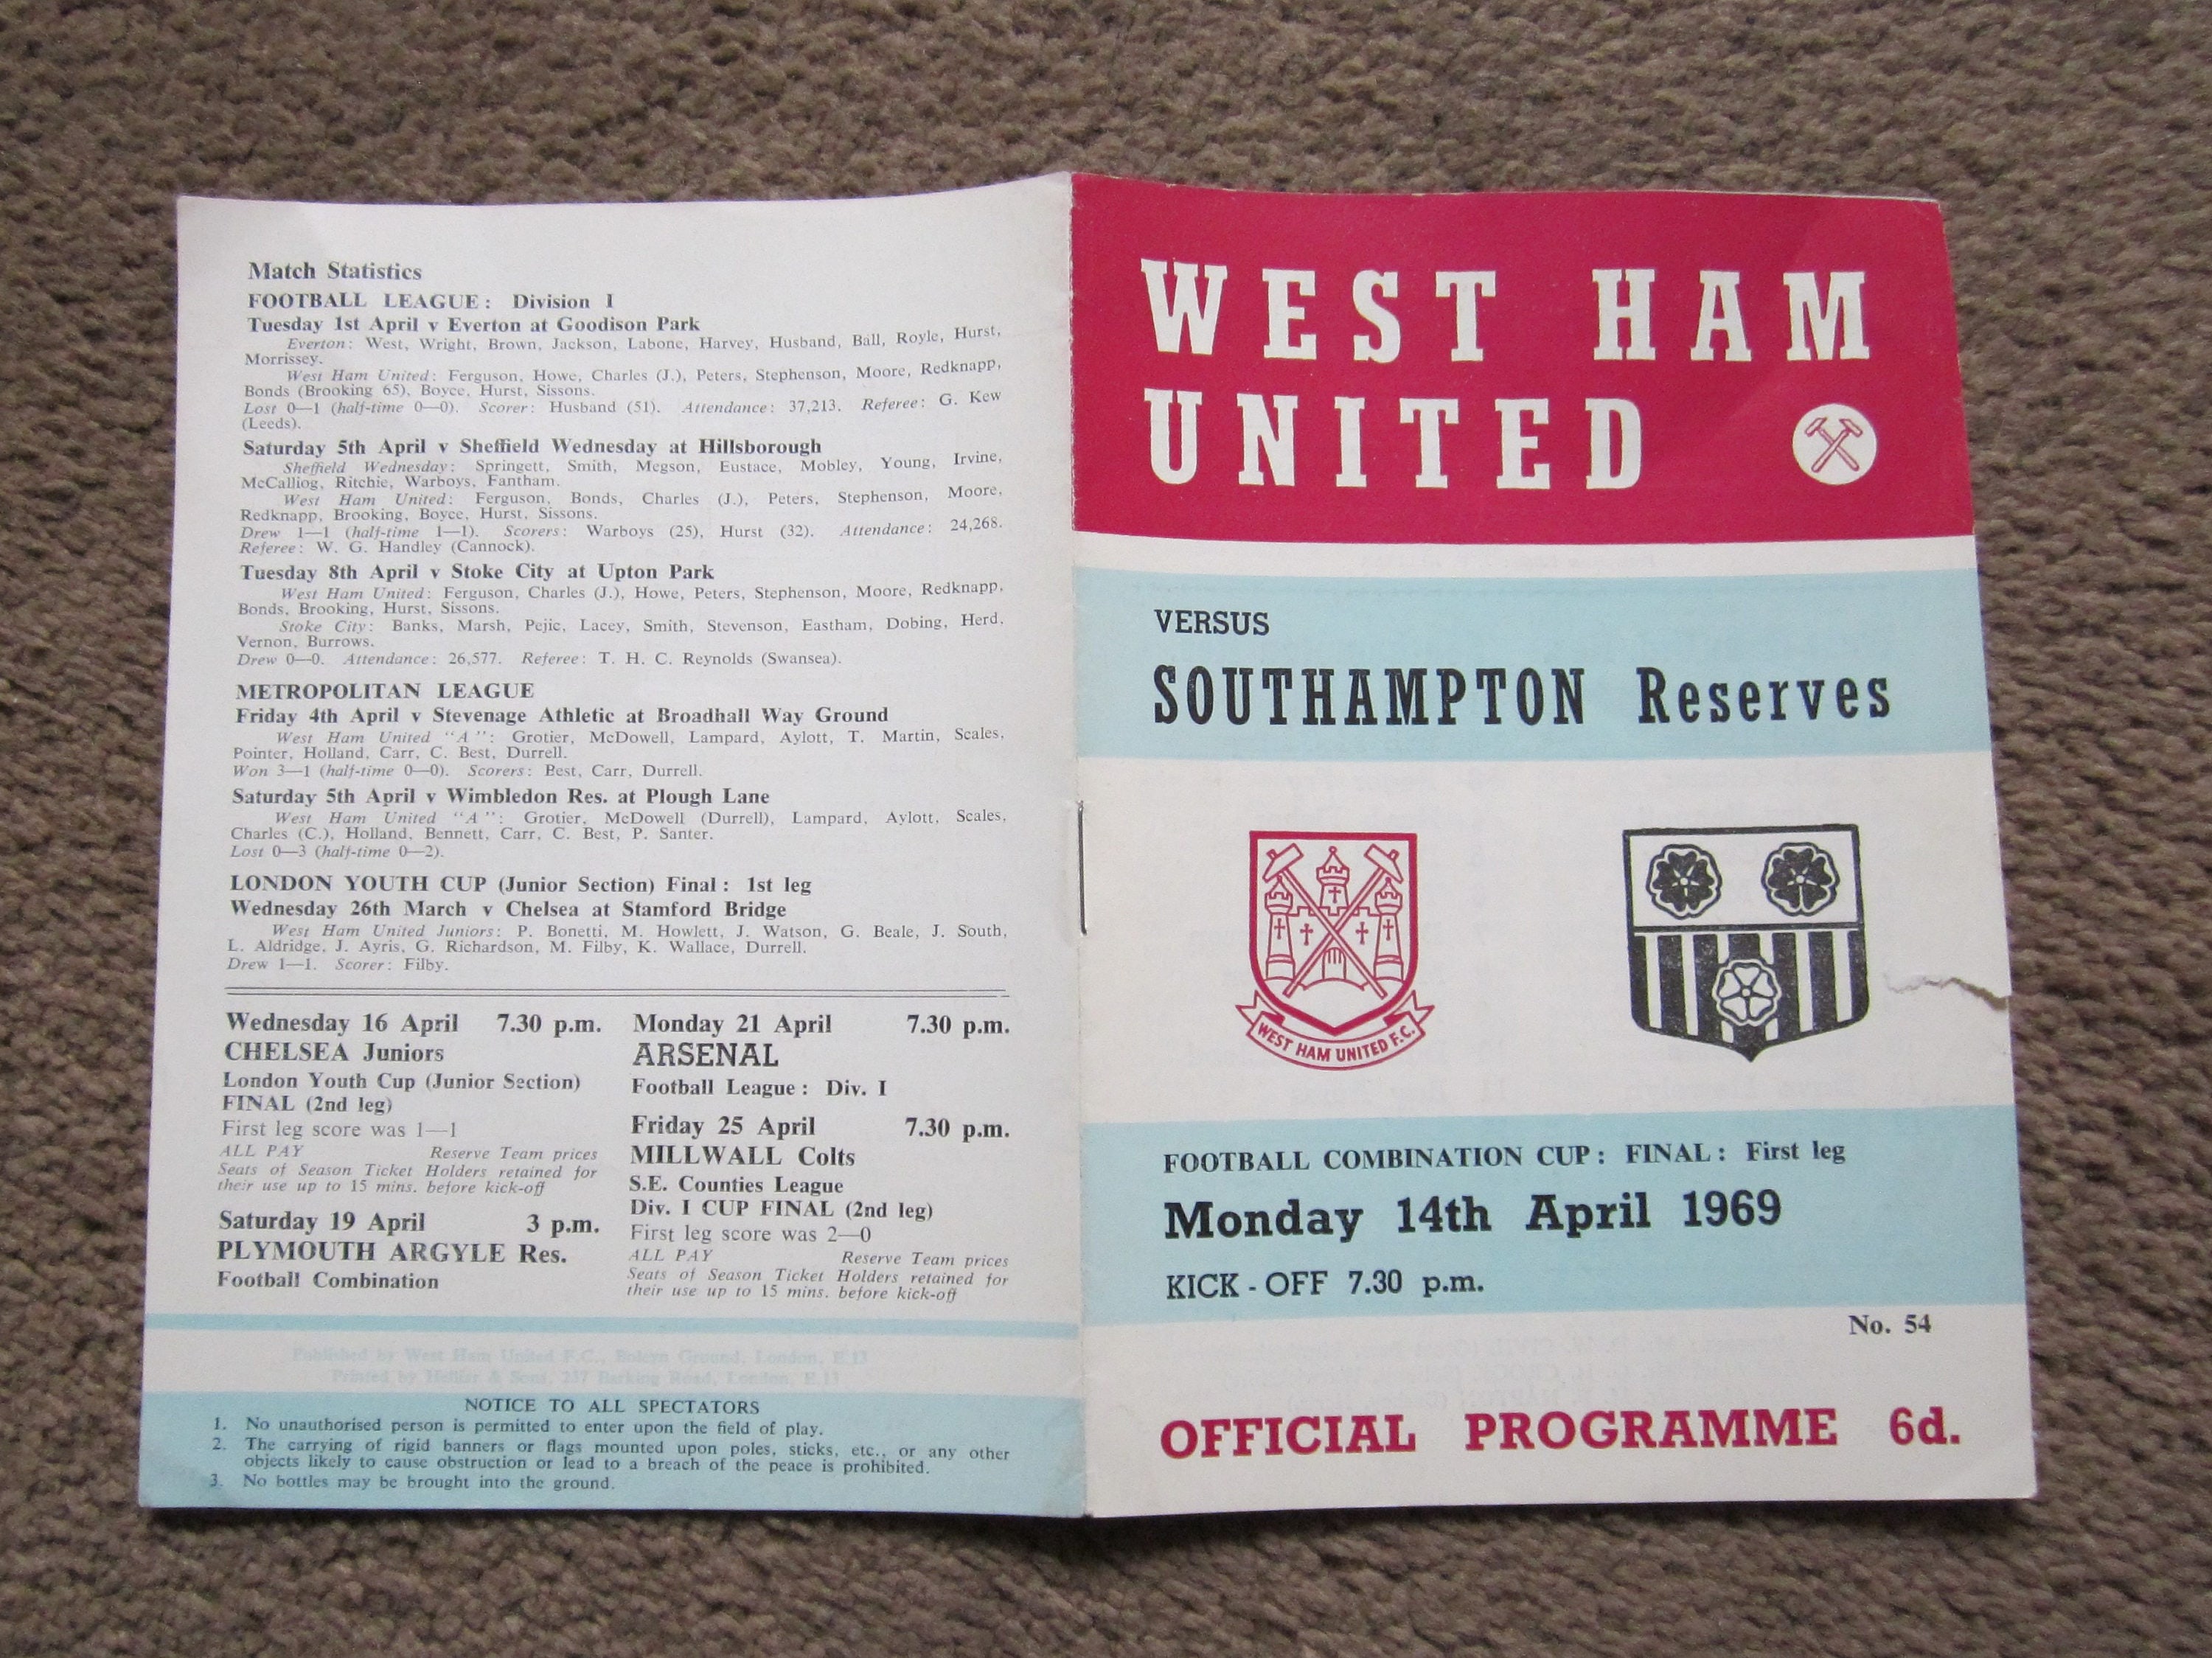 Match Statistics
FOOTBALL LEAGUE: Division I
Tuesday 1st April v Everton at Goodison Park
Everton: West, Wright, Brown, Jackson, Labone, Harvey, Husband, Ball, Royle, Hurst,
Morrissey.
West Ham United: Ferguson, Howe, Charles (J.), Peters, Stephenson, Moore, Redknapp,
Bonds (Brooking 65), Boyce, Hurst, Sissons.
Lost 0—1 (half-time 0—0). Scorer: Husband (51). Attendance: 37,213. Referee: G. Kew
(Leeds).
Saturday 5th April v Sheffield Wednesday at Hillsborough
Sheffield Wednesday: Springett, Smith, Megson, Eustace, Mobley, Young, Irvine,
McCalliog, Ritchie, Warboys, Fantham.
West Ham United: Ferguson, Bonds, Charles (J.), Peters, Stephenson, Moore,
Redknapp, Brooking, Boyce, Hurst, Sissons.
Drew 1—1 (half-time 1—1). Scorers: Warboys (25), Hurst (32). Attendance: 24,268.
Referee: W. G. Handley (Cannock).
Tuesday 8th April v Stoke City at Upton Park
West Ham United: Ferguson, Charles (J.), Howe, Peters, Stephenson, Moore, Redknapp,
Bonds, Brooking, Hurst, Sissons.
Stoke City: Banks, Marsh, Pejic, Lacey, Smith, Stevenson, Eastham, Dobing, Herd,
Vernon, Burrows.
Drew 0—0. Attendance: 26,577. Referee: T. H. C. Reynolds (Swansea).
METROPOLITAN LEAGUE
Friday 4th April v Stevenage Athletic at Broadhall Way Ground
West Ham United "A": Grotier, McDowell, Lampard, Aylott, T. Martin, Scales,
Pointer, Holland, Carr, C. Best, Durrell.
Won 3—1 (half-time 0—0). Scorers: Best, Carr, Durrell.
Saturday 5th April v Wimbledon Res. at Plough Lane
West Ham United "A": Grotier, McDowell (Durrell), Lampard, Aylott, Scales,
Charles (C.), Holland, Bennett, Carr, C. Best, P. Santer.
Lost 0—3 (half-time 0—2).
LONDON YOUTH CUP (Junior Section) Final: 1st leg
Wednesday 26th March v Chelsea at Stamford Bridge
West Ham United Juniors: P. Bonetti, M. Howlett, J. Watson, G. Beale, J. South,
L. Aldridge, J. Ayris, G. Richardson, M. Filby, K. Wallace, Durrell.
Drew 1—1. Scorer: Filby.
Wednesday 16 April 7.30 p.m.
CHELSEA Juniors
London Youth Cup (Junior Section)
FINAL (2nd leg)
First leg score was 1—1
ALL PAY Reserve Team prices
Seats of Season Ticket Holders retained for
their use up to 15 mins. before kick-off
Saturday 19 April 3 p.m.
PLYMOUTH ARGYLE Res.
Football Combination
Monday 21 April 7.30 p.m.
ARSENAL
Football League: Div. I
Friday 25 April 7.30 p.m.
MILLWALL Colts
S.E. Counties League
Div. I CUP FINAL (2nd leg)
First leg score was 2—0
ALL PAY Reserve Team prices
Seats of Season Ticket Holders retained for
their use up to 15 mins. before kick-off
Published by West Ham United F.C., Boleyn Ground, London, E.13
Printed by Helliar & Sons, 237 Barking Road, London, E.13
NOTICE TO ALL SPECTATORS
1. No unauthorised person is permitted to enter upon the field of play.
2. The carrying of rigid banners or flags mounted upon poles, sticks, etc., or any other
objects likely to cause obstruction or lead to a breach of the peace is prohibited.
3. No bottles may be brought into the ground.
WEST HAM
UNITED
VERSUS
SOUTHAMPTON Reserves
WEST HAM UNITED F.C.
FOOTBALL COMBINATION CUP: FINAL: First leg
Monday 14th April 1969
KICK-OFF 7.30 p.m.
No. 54
OFFICIAL PROGRAMME 6d.